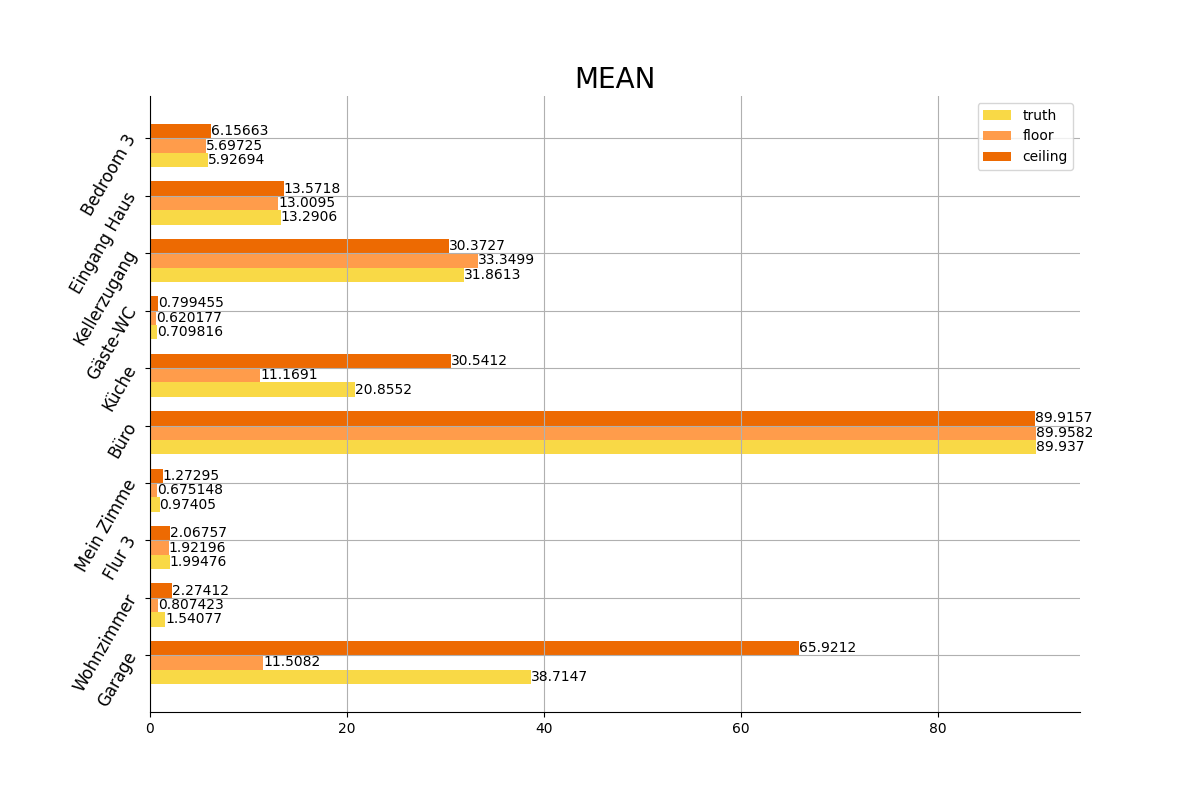 MEAN
truth
floor
ceiling
Bedroom 3
6.15663
5.69725
5.92694
Eingang Haus
13.5718
13.0095
13.2906
Kellerzugang
30.3727
33.3499
31.8613
Gäste-WC
0.799455
0.620177
0.709816
Küche
30.5412
11.1691
20.8552
Büro
89.9157
89.9582
89.937
Mein Zimme
1.27295
0.675148
0.97405
Flur 3
2.06757
1.92196
1.99476
Wohnzimmer
2.27412
0.807423
1.54077
Garage
65.9212
11.5082
38.7147
0 20 40 60 80